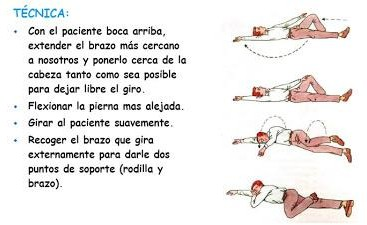 TÉCNICA:
• Con el paciente boca arriba,
extender el brazo más cercano
a nosotros y ponerlo cerca de la
cabeza tanto como sea posible
para dejar libre el giro.
• Flexionar la pierna mas alejada.
• Girar al paciente suavemente.
• Recoger el brazo que gira
externamente para darle dos
puntos de soporte (rodilla y
brazo).